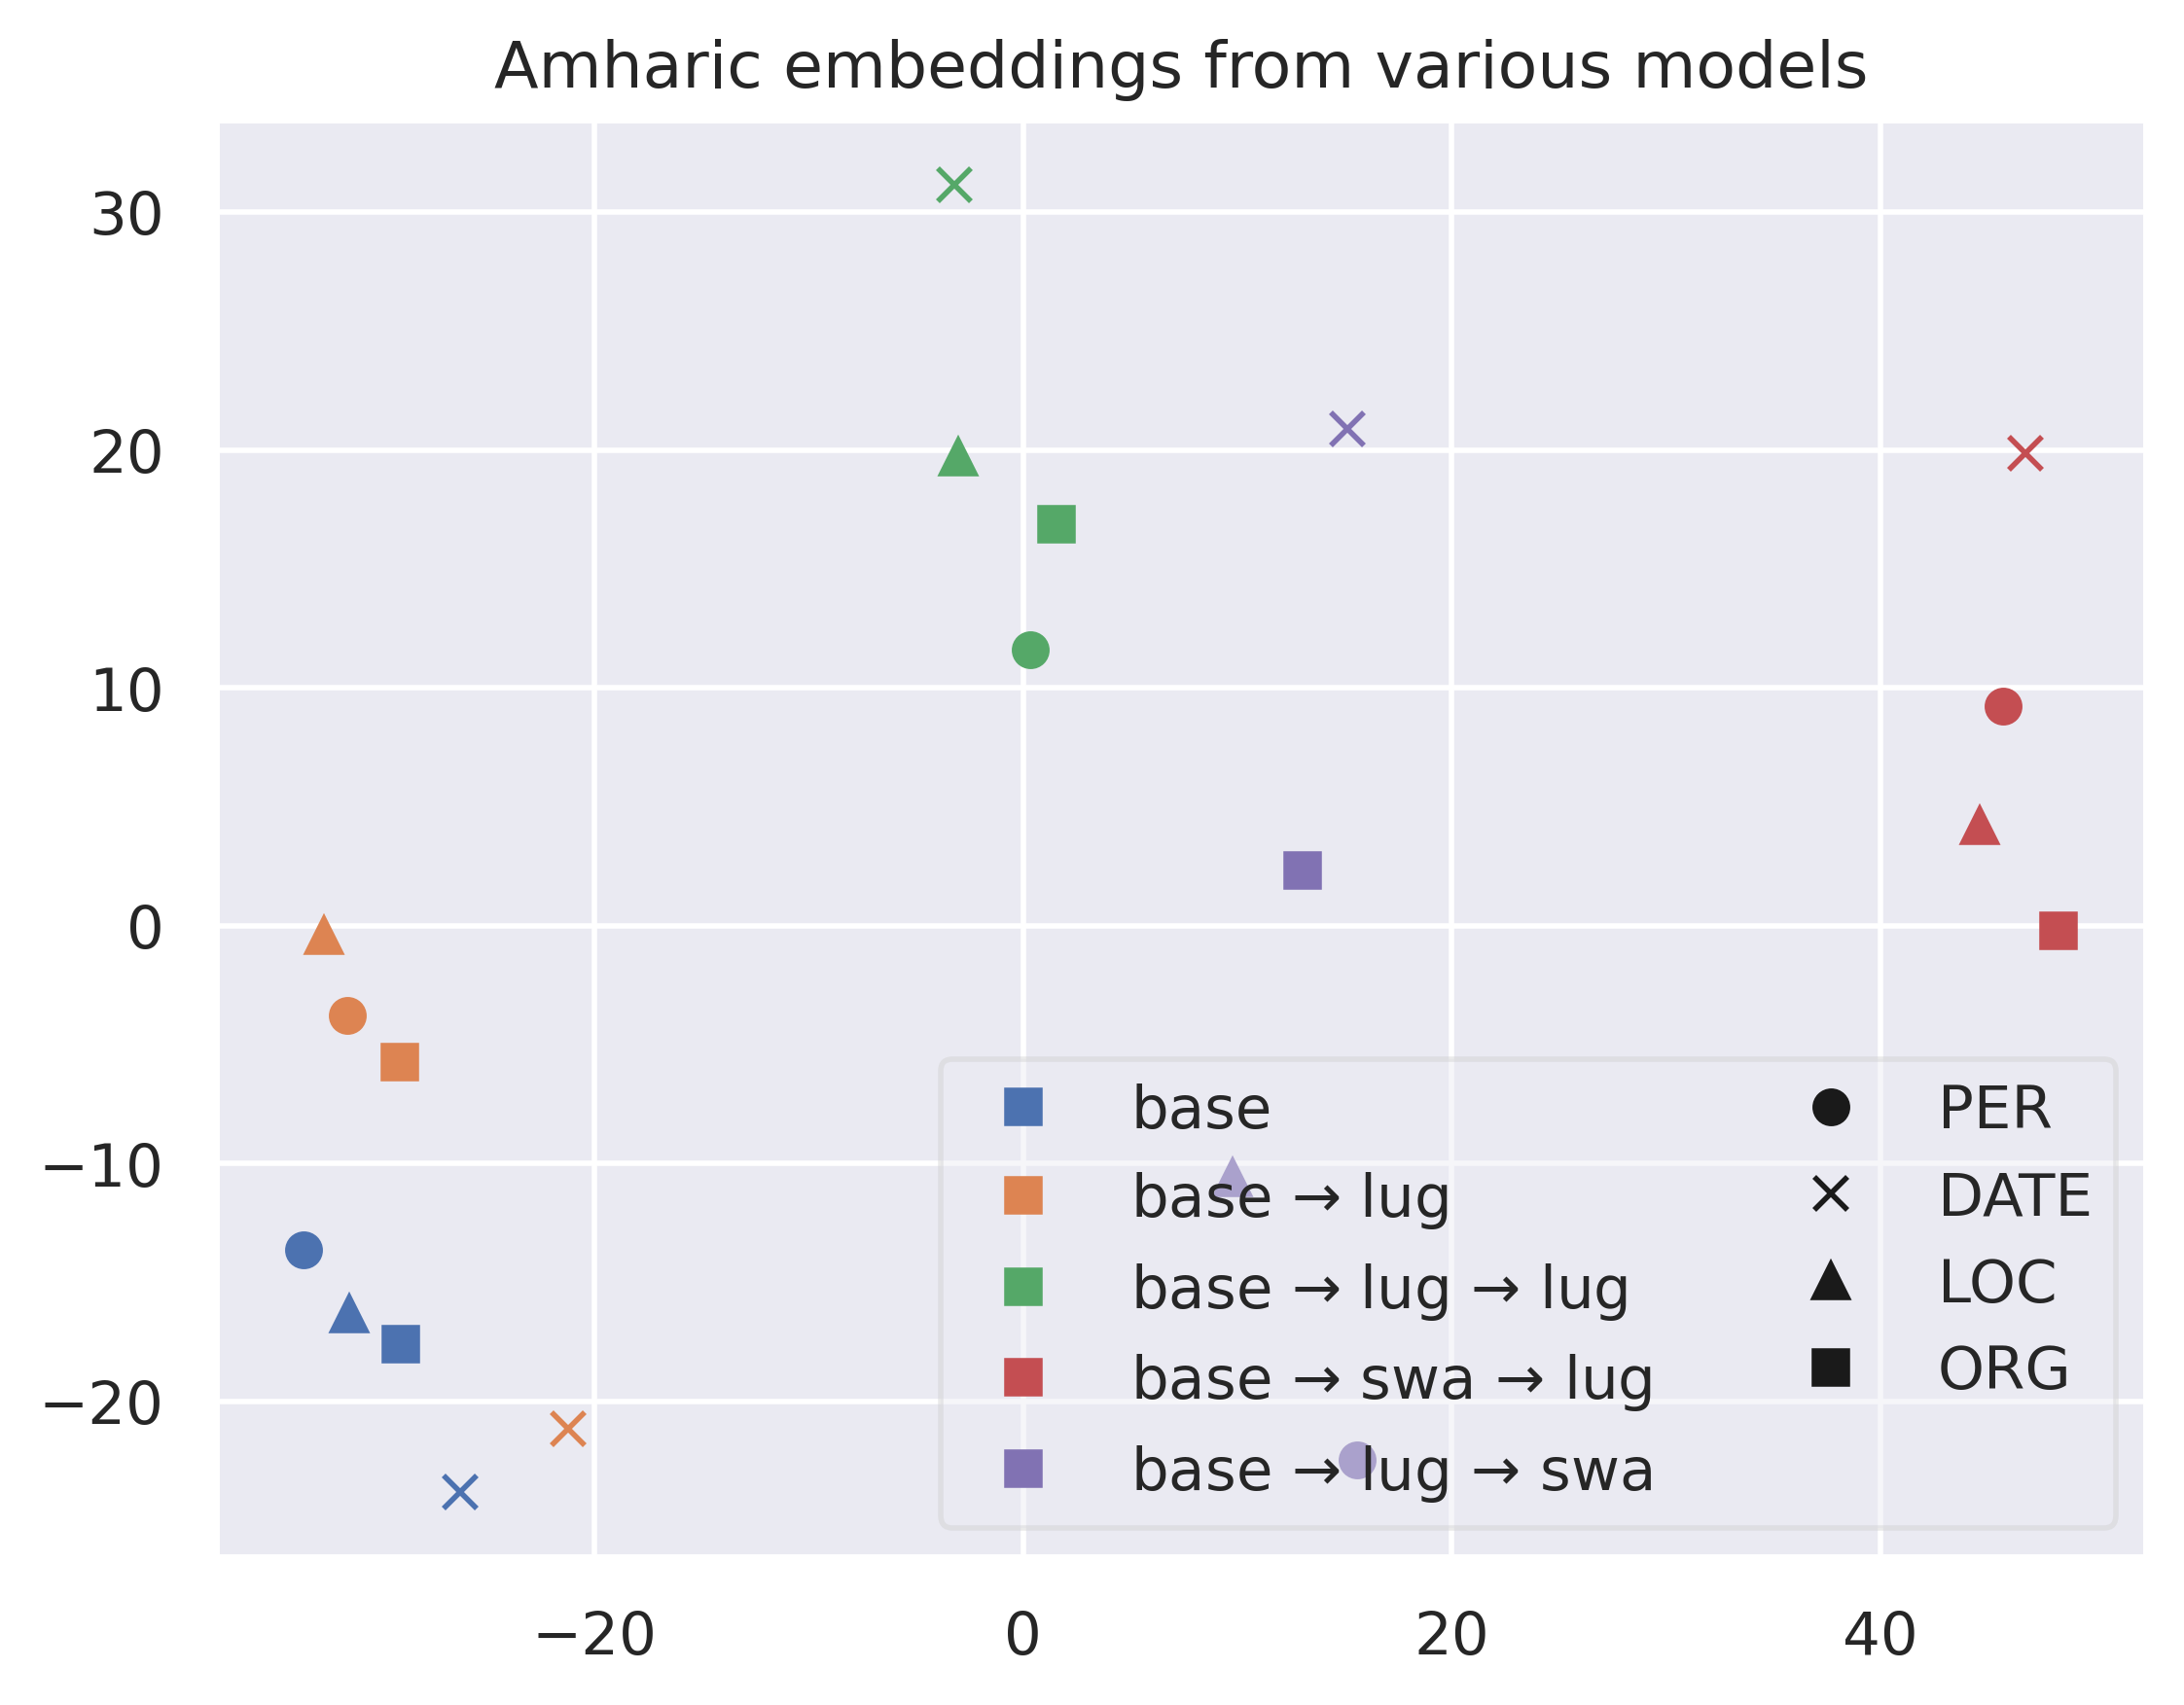 Amharic embeddings from various models
30
20
10
0
−10
−20
−20 0 20 40
base
base → lug
base → lug → lug
base → swa → lug
base → lug → swa
PER
DATE
LOC
ORG